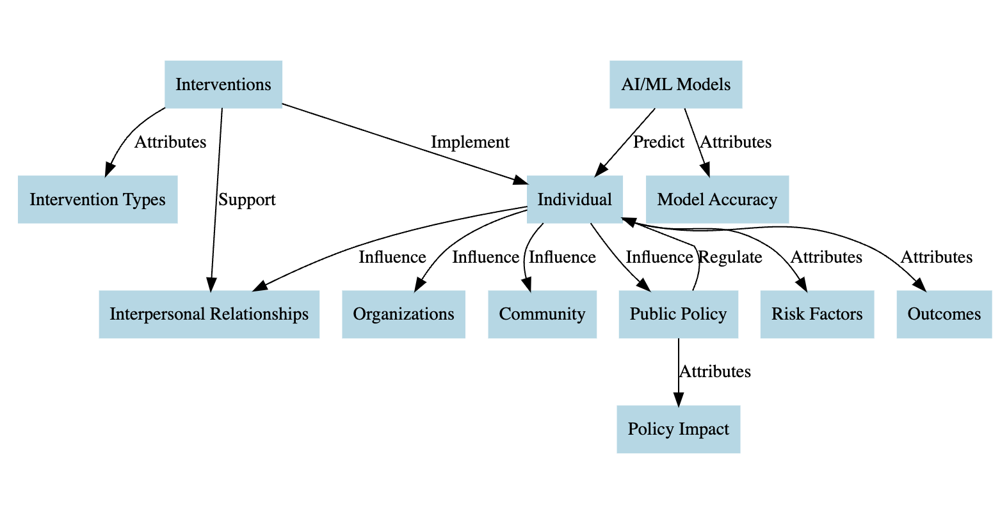 Interventions
AI/ML Models
Attributes
Implement
Predict
Attributes
Intervention Types
Support
Individual
Model Accuracy
Influence
Influence
Influence
Influence
Regulate
Attributes
Attributes
Interpersonal Relationships
Organizations
Community
Public Policy
Risk Factors
Outcomes
Attributes
Policy Impact